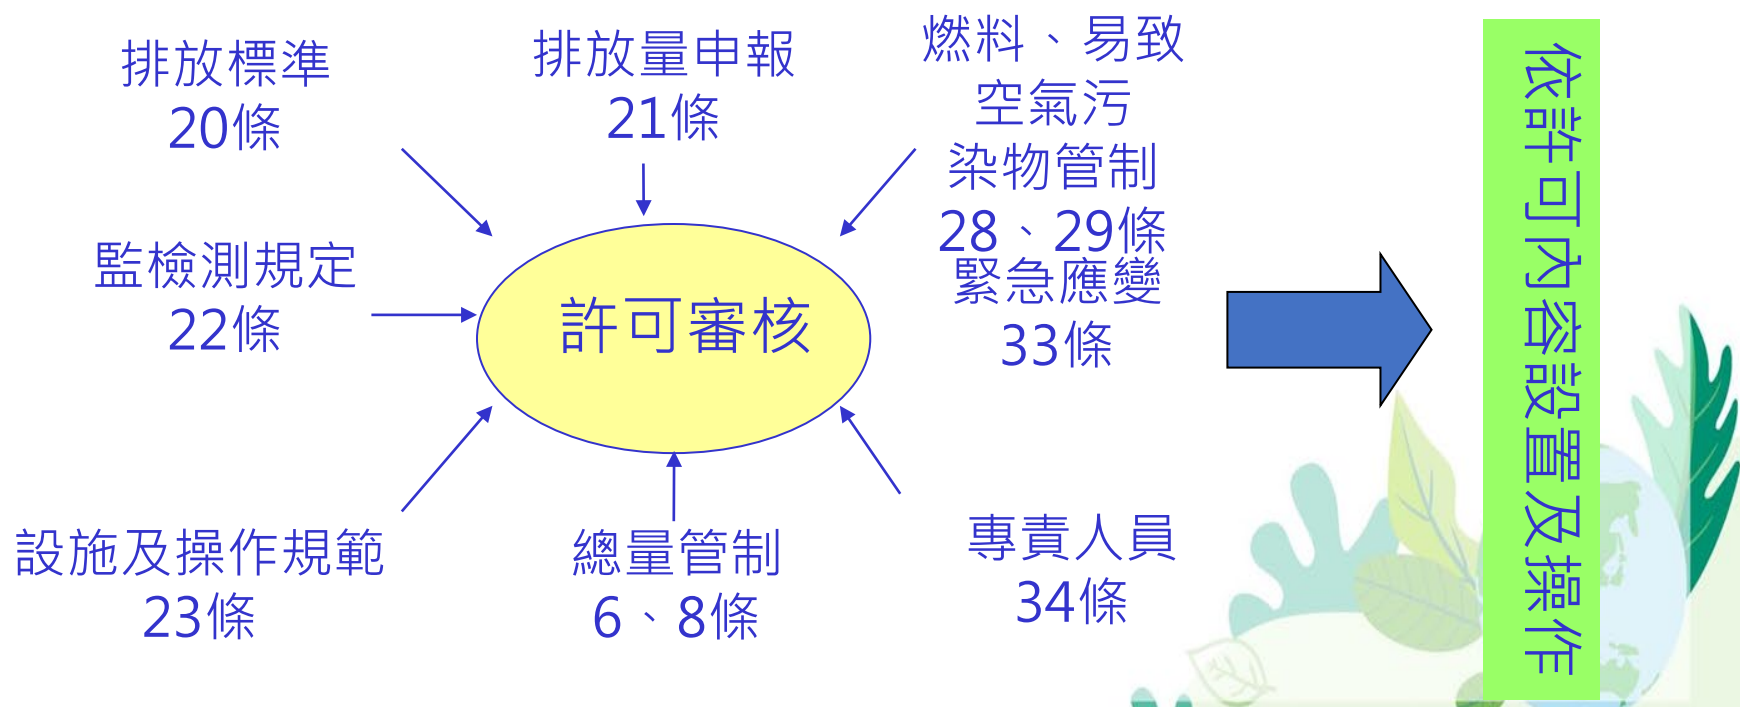 排放標準
20條
排放量申報
21條
燃料、易致
空氣污
染物管制
28、29條
緊急應變
33條
監檢測規定
22條
許可審核
設施及操作規範
23條
總量管制
6、8條
專責人員
34條
依許可內容設置及操作